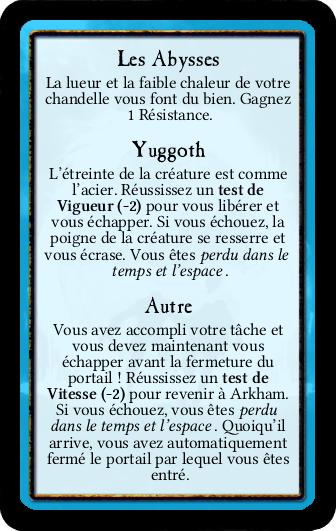 Les Abysses
La lueur et la faible chaleur de votre
chandelle vous font du bien. Gagnez
1 Résistance.
Yuggoth
L'étreinte de la créature est comme
l'acier. Réussissez un test de
Vigueur (-2) pour vous libérer et
vous échapper. Si vous échouez, la
poigne de la créature se resserre et
vous écrase. Vous êtes perdu dans le
temps et l'espace.
Autre
Vous avez accompli votre tâche et
vous devez maintenant vous
échapper avant la fermeture du
portail ! Réussissez un test de
Vitesse (-2) pour revenir à Arkham.
Si vous échouez, vous êtes perdu
dans le temps et l'espace. Quoiqu'il
arrive, vous avez automatiquement
fermé le portail par lequel vous êtes
entré.